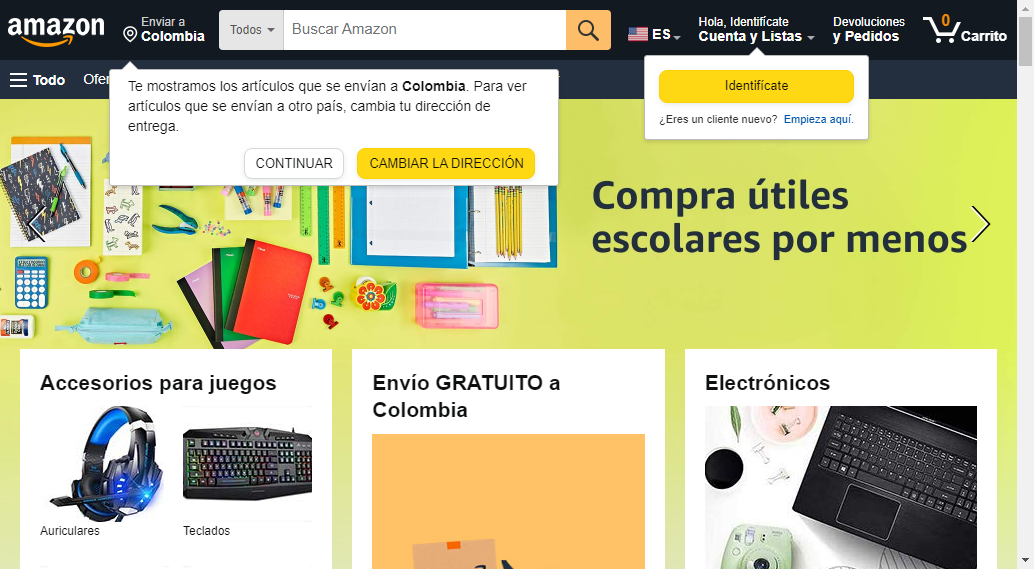 amazon
Enviar a
Colombia
Todos
Buscar Amazon
ES
Hola, Identifícate
Cuenta y Listas
Devoluciones
y Pedidos
0
Carrito
Todo
Ofer
Te mostramos los artículos que se envían a Colombia. Para ver
artículos que se envían a otro país, cambia tu dirección de
entrega.
CONTINUAR
CAMBIAR LA DIRECCIÓN
Identifícate
¿Eres un cliente nuevo? Empieza aquí.
Compra útiles
escolares por menos
Accesorios para juegos
Auriculares
Teclados
Envío GRATUITO a
Colombia
Electrónicos